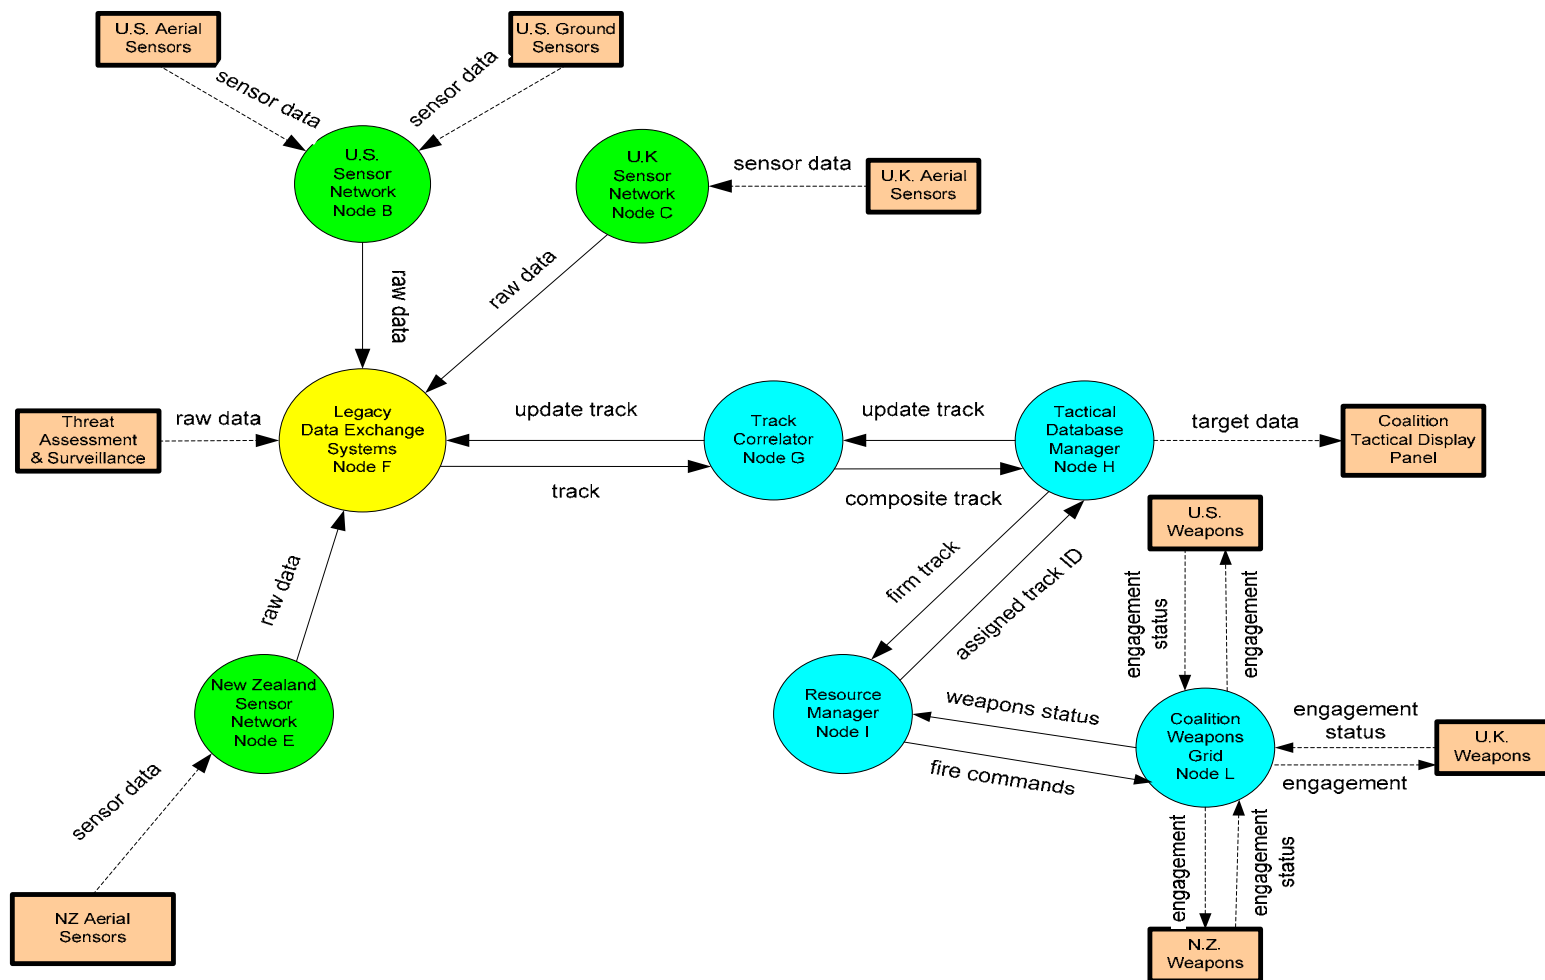 U.S. Aerial
Sensors
U.S. Ground
Sensors
sensor data
sensor data
U.S.
Sensor
Network
Node B
U.K
Sensor
Network
Node C
sensor data
U.K. Aerial
Sensors
raw data
raw data
Threat
Assessment
& Surveillance
raw data
Legacy
Data Exchange
Systems
Node F
update track
track
Track
Correlator
Node G
update track
composite track
Tactical
Database
Manager
Node H
target data
Coalition
Tactical Display
Panel
raw data
firm track
assigned track ID
U.S.
Weapons
engagement
status
engagement
New Zealand
Sensor
Network
Node E
Resource
Manager
Node I
weapons status
fire commands
Coalition
Weapons
Grid
Node L
engagement
status
engagement
U.K.
Weapons
sensor data
engagement
engagement
status
NZ Aerial
Sensors
N.Z.
Weapons